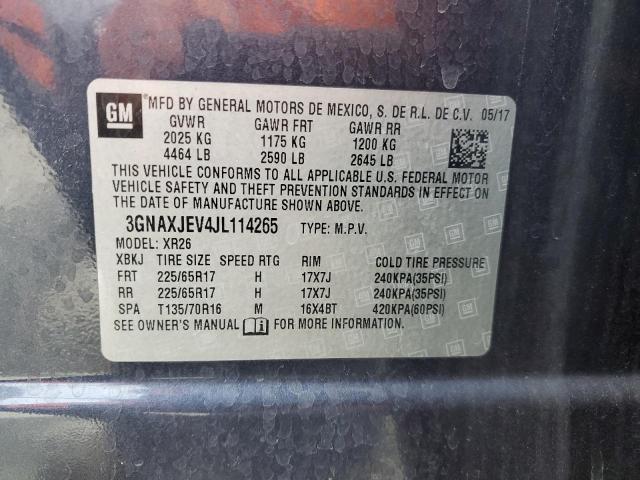 GM MFD BY GENERAL MOTORS DE MEXICO, S. DE R.L. DE C.V. 05/17
GVWR GAWR FRT GAWR RR
2025 KG 1175 KG 1200 KG
4464 LB 2590 LB 2645 LB
THIS VEHICLE CONFORMS TO ALL APPLICABLE U.S. FEDERAL MOTOR
VEHICLE SAFETY AND THEFT PREVENTION STANDARDS IN EFFECT ON
THE DATE OF MANUFACTURE SHOWN ABOVE.
3GNAXJEV4JL114265 TYPE: M.P.V.
MODEL: XR26
XBKJ TIRE SIZE SPEED RTG RIM COLD TIRE PRESSURE
FRT 225/65R17 H 17X7J 240KPA(35PSI)
RR 225/65R17 H 17X7J 240KPA(35PSI)
SPA T135/70R16 M 16X4BT 420KPA(60PSI)
SEE OWNER'S MANUAL FOR MORE INFORMATION.